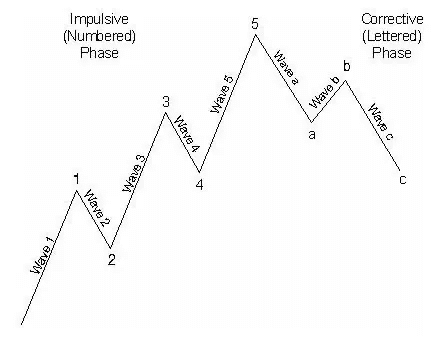 Impulsive
(Numbered)
Phase
Corrective
(Lettered)
Phase
5
Wave a
b
Wave b
Wave 5
3
Wave 4
a
Wave c
4
c
Wave 3
1
Wave 2
2
Wave 1